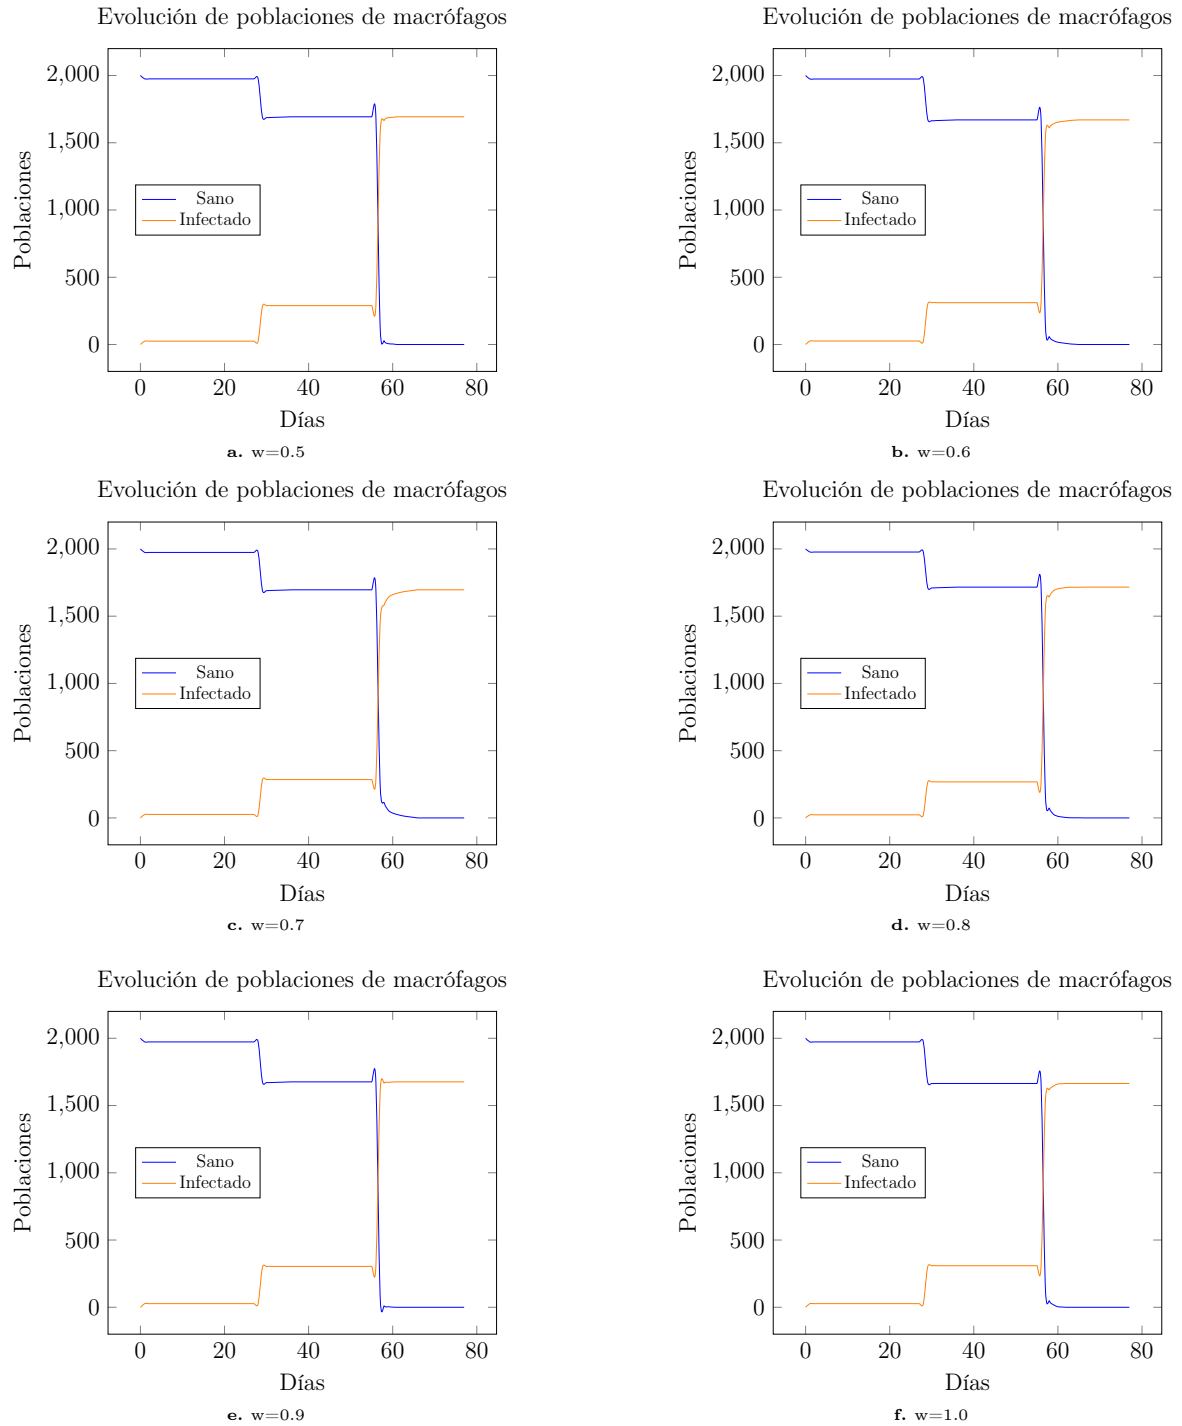 Evolución de poblaciones de macrófagos
2,000
1,500
1,000
500
0
Poblaciones
Sano
Infectado
0 20 40 60 80
Días
a. w=0.5
Evolución de poblaciones de macrófagos
2,000
1,500
1,000
500
0
Poblaciones
Sano
Infectado
0 20 40 60 80
Días
b. w=0.6
Evolución de poblaciones de macrófagos
2,000
1,500
1,000
500
0
Poblaciones
Sano
Infectado
0 20 40 60 80
Días
c. w=0.7
Evolución de poblaciones de macrófagos
2,000
1,500
1,000
500
0
Poblaciones
Sano
Infectado
0 20 40 60 80
Días
d. w=0.8
Evolución de poblaciones de macrófagos
2,000
1,500
1,000
500
0
Poblaciones
Sano
Infectado
0 20 40 60 80
Días
e. w=0.9
Evolución de poblaciones de macrófagos
2,000
1,500
1,000
500
0
Poblaciones
Sano
Infectado
0 20 40 60 80
Días
f. w=1.0